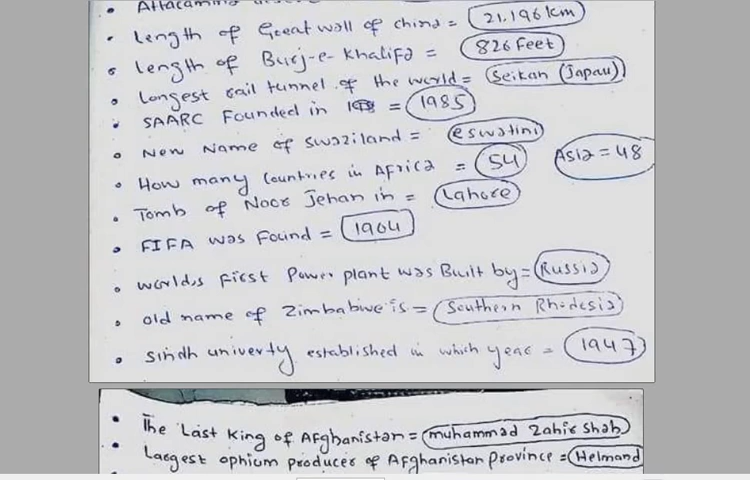 • Attacama
• Length of Great wall of china = 21,196 km
• Length of Burj-e-Khalifa = 826 Feet
• Longest rail tunnel of the world = Seikan (Japan)
• SAARC Founded in = 1985
• New Name of Swaziland = eswatini
• How many Countries in Africa = 54 Asia = 48
• Tomb of Noor Jehan in = Lahore
• FIFA was Found = 1904
• world,s First Power plant was Built by = Russia
• old name of Zimbabwe is = Southern Rhodesia
• Sindh univerty established in which year = 1947
• The Last King of Afghanistan = muhammad Zahir Shah
• Largest ophium producer of Afghanistan Province = Helmand